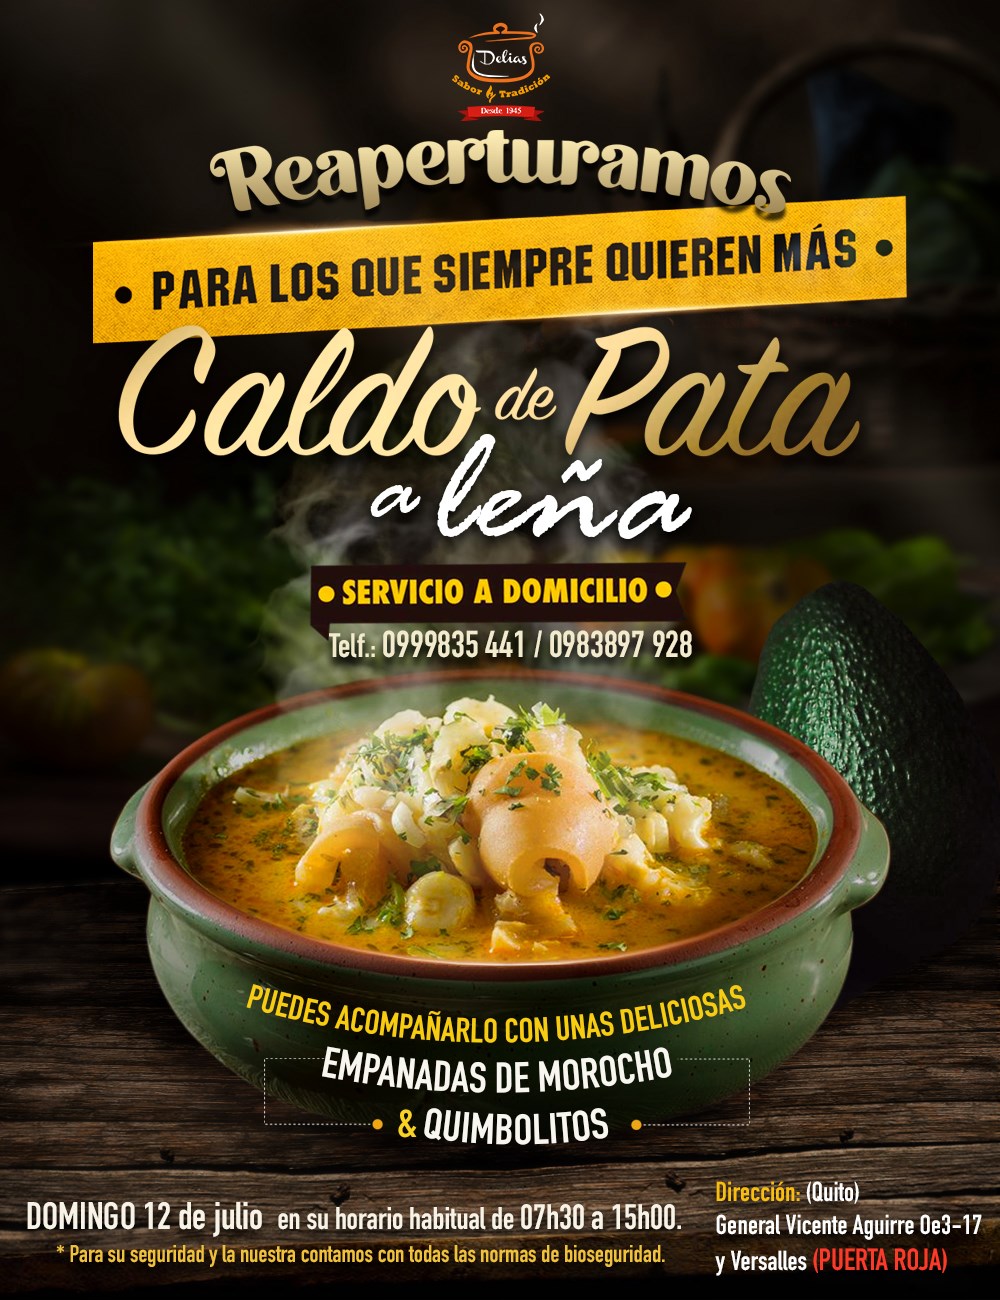 Delias
Sabor y Tradición
Desde 1945
Reaperturamos
• PARA LOS QUE SIEMPRE QUIEREN MÁS •
Caldo de Pata
a leña
• SERVICIO A DOMICILIO •
Telf.: 0999835 441 / 0983897 928
PUEDES ACOMPAÑARLO CON UNAS DELICIOSAS
EMPANADAS DE MOROCHO
• & QUIMBOLITOS •
DOMINGO 12 de julio en su horario habitual de 07h30 a 15h00.
* Para su seguridad y la nuestra contamos con todas las normas de bioseguridad.
Dirección: (Quito)
General Vicente Aguirre Oe3-17
y Versalles (PUERTA ROJA)